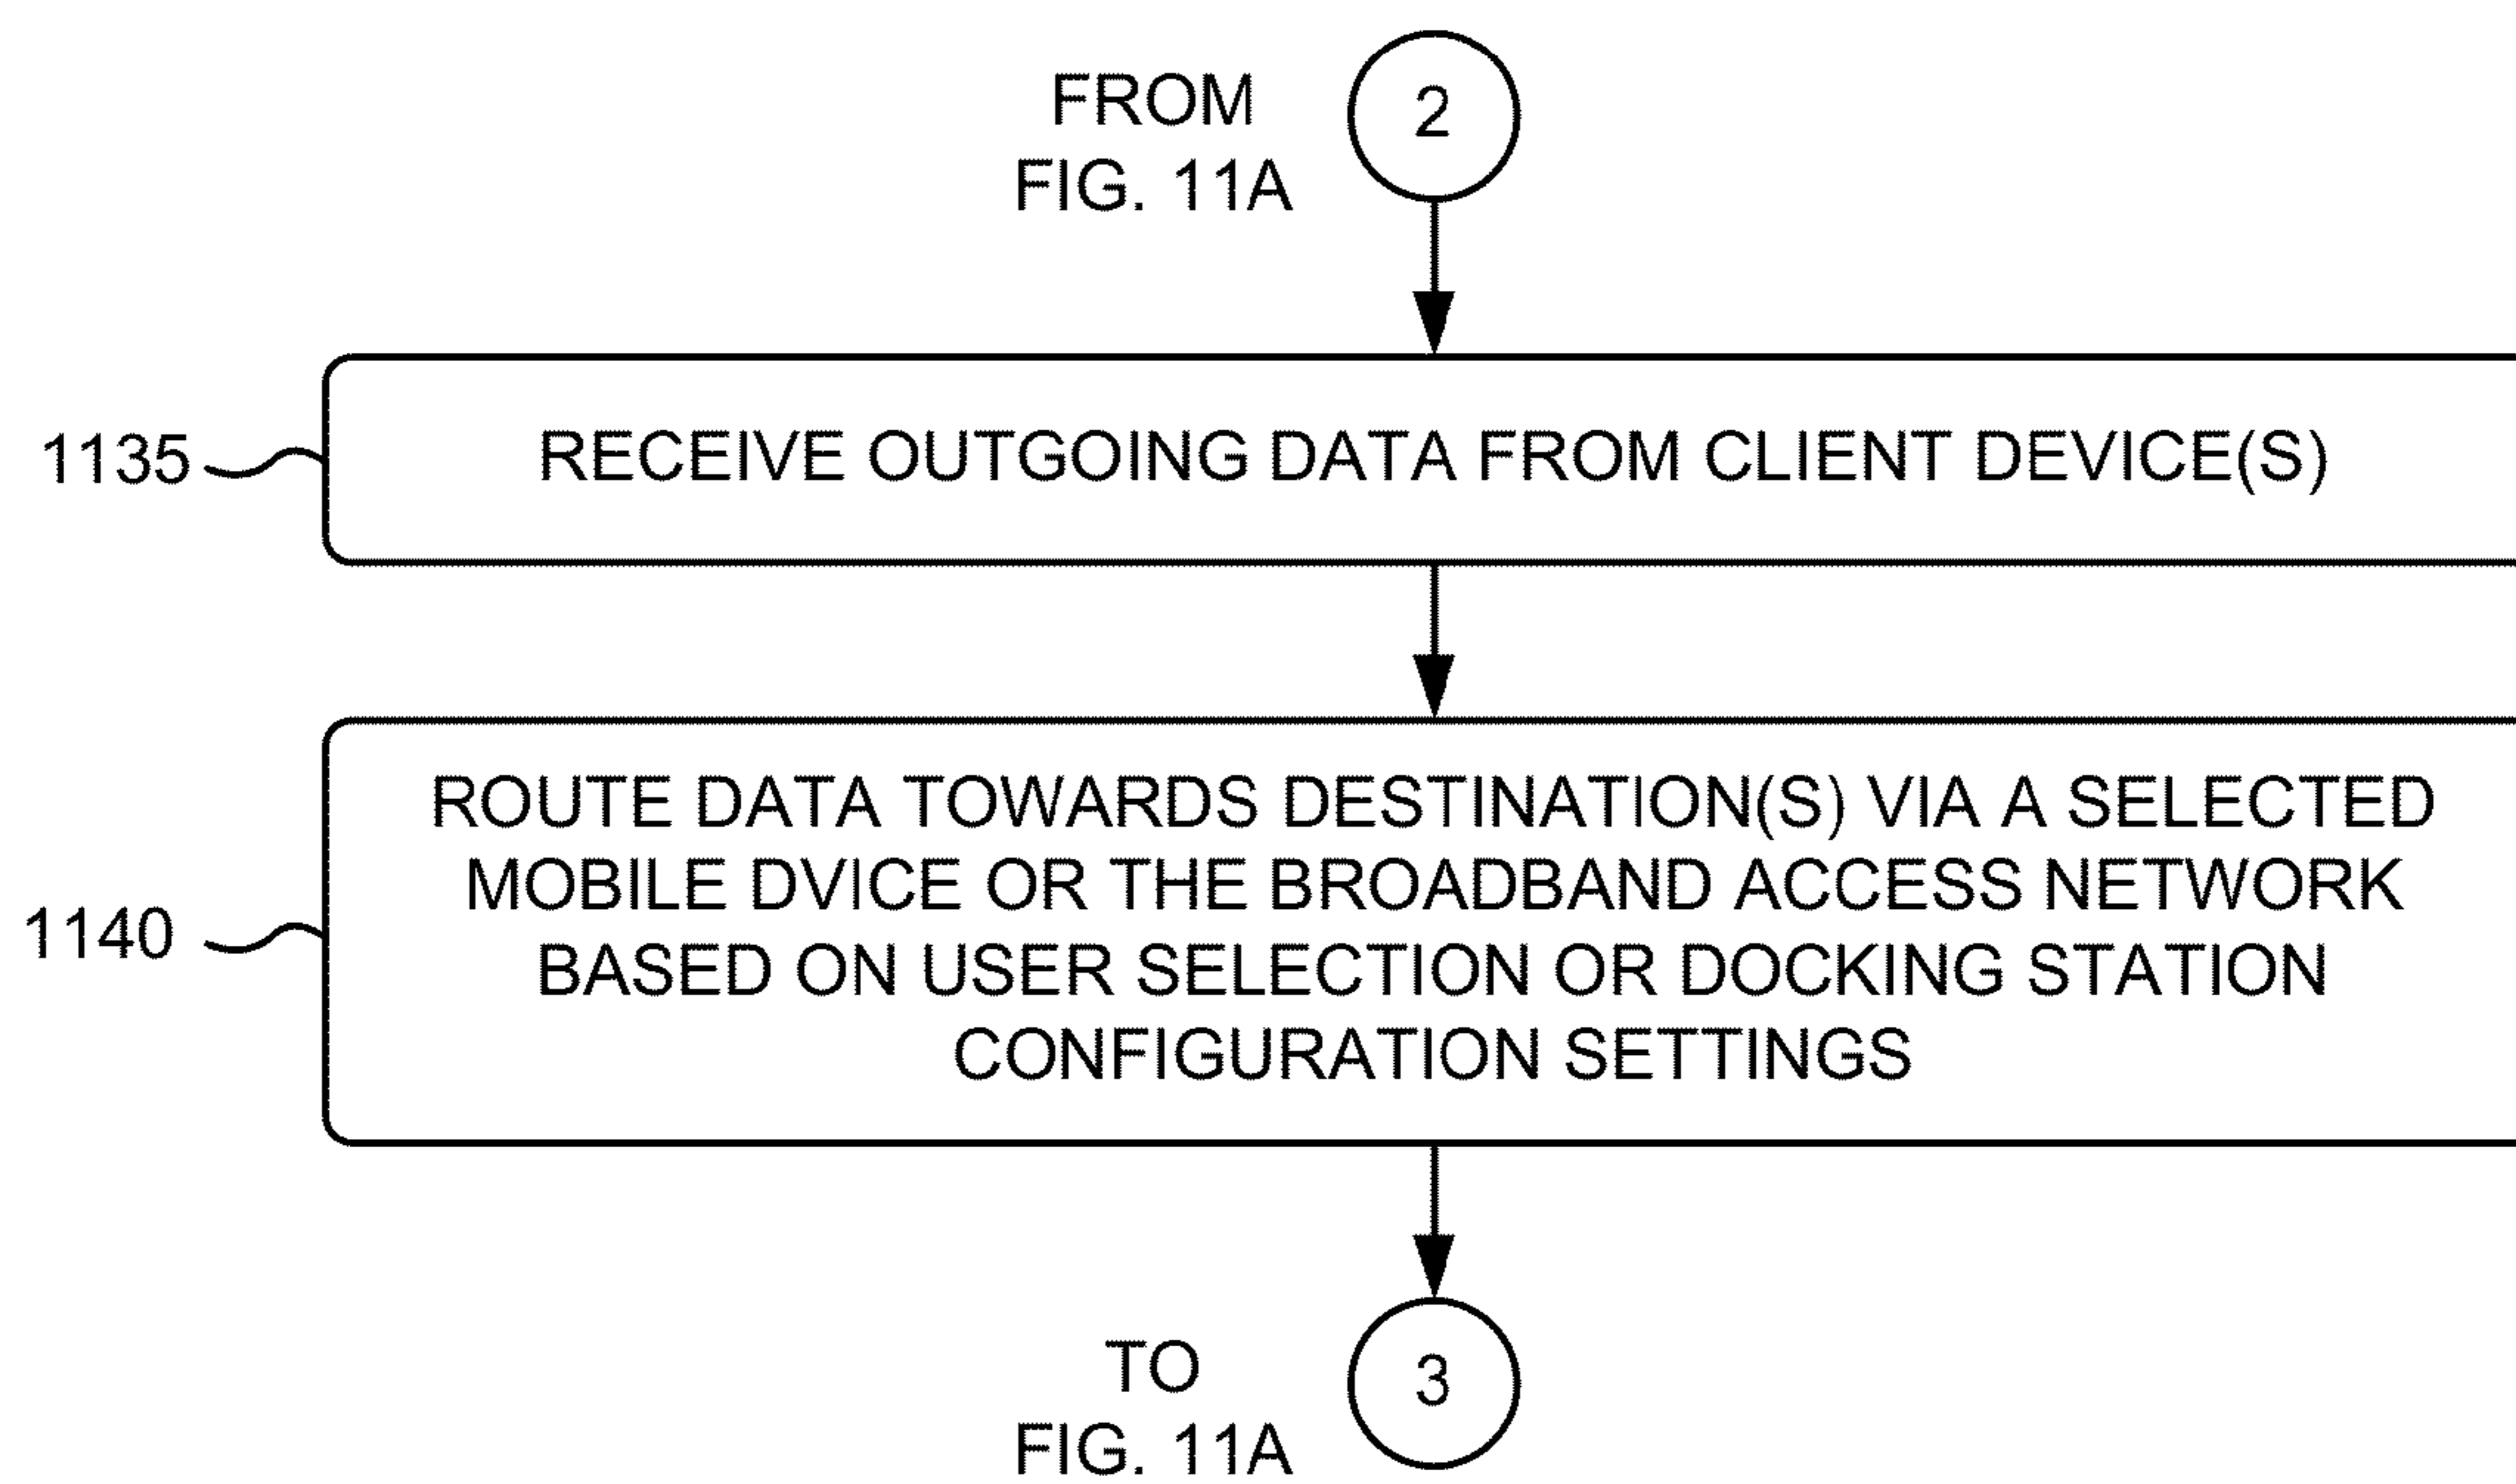 FROM
FIG. 11A
2
1135
RECEIVE OUTGOING DATA FROM CLIENT DEVICE(S)
1140
ROUTE DATA TOWARDS DESTINATION(S) VIA A SELECTED
MOBILE DVICE OR THE BROADBAND ACCESS NETWORK
BASED ON USER SELECTION OR DOCKING STATION
CONFIGURATION SETTINGS
TO
FIG. 11A
3